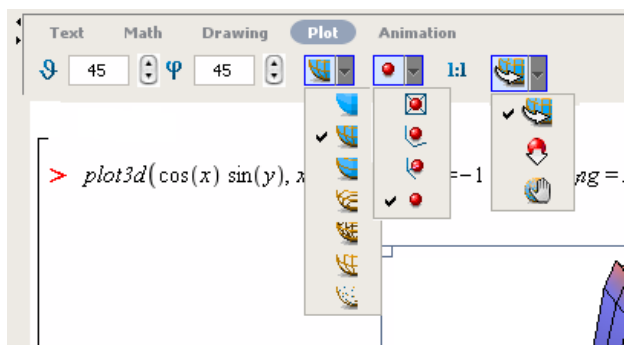 Text Math Drawing Plot Animation
ϑ 45 φ 45 1:1
> plot3d(cos(x) sin(y), x =−1 ng =